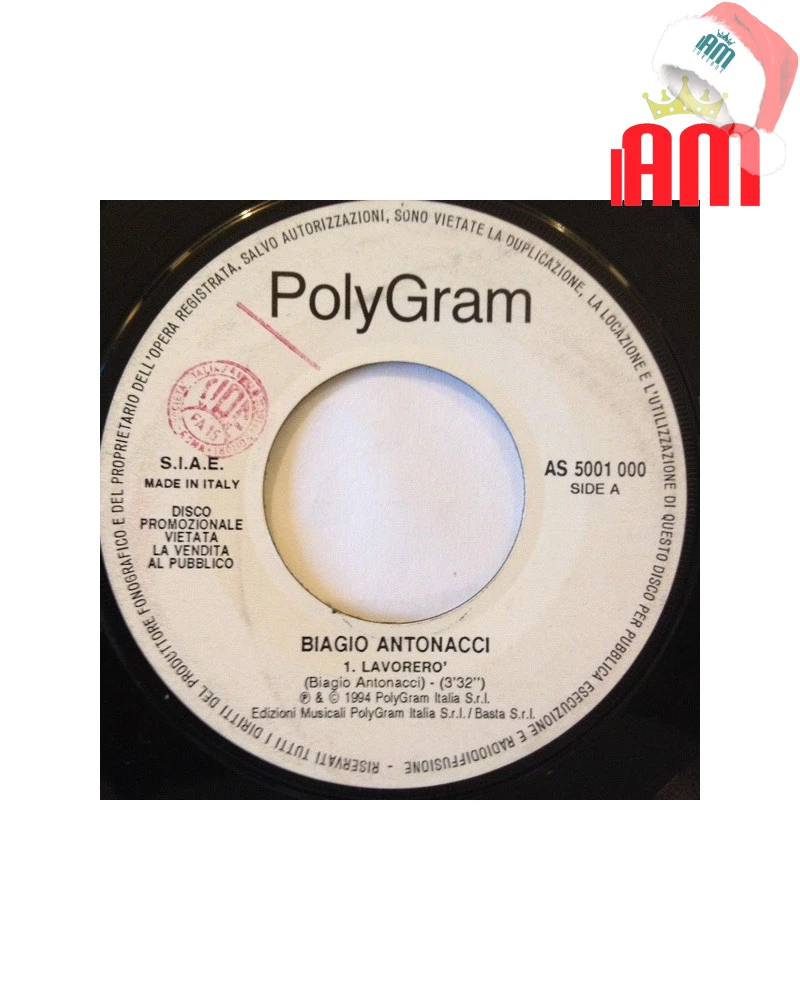 iAM
iAM
RISERVATI TUTTI I DIRITTI DEL PRODUTTORE FONOGRAFICO E DEL PROPRIETARIO DELL'OPERA REGISTRATA, SALVO AUTORIZZAZIONI, SONO VIETATE LA DUPLICAZIONE, LA LOCAZIONE E L'UTILIZZAZIONE DI QUESTO DISCO PER PUBBLICA ESECUZIONE E RADIODIFFUSIONE -
PolyGram
S.I.A.E.
MADE IN ITALY
DISCO
PROMOZIONALE
VIETATA
LA VENDITA
AL PUBBLICO
AS 5001 000
SIDE A
BIAGIO ANTONACCI
1. LAVORERO'
(Biagio Antonacci) - (3'32")
℗ & © 1994 PolyGram Italia S.r.l.
Edizioni Musicali PolyGram Italia S.r.l. / Basta S.r.l.